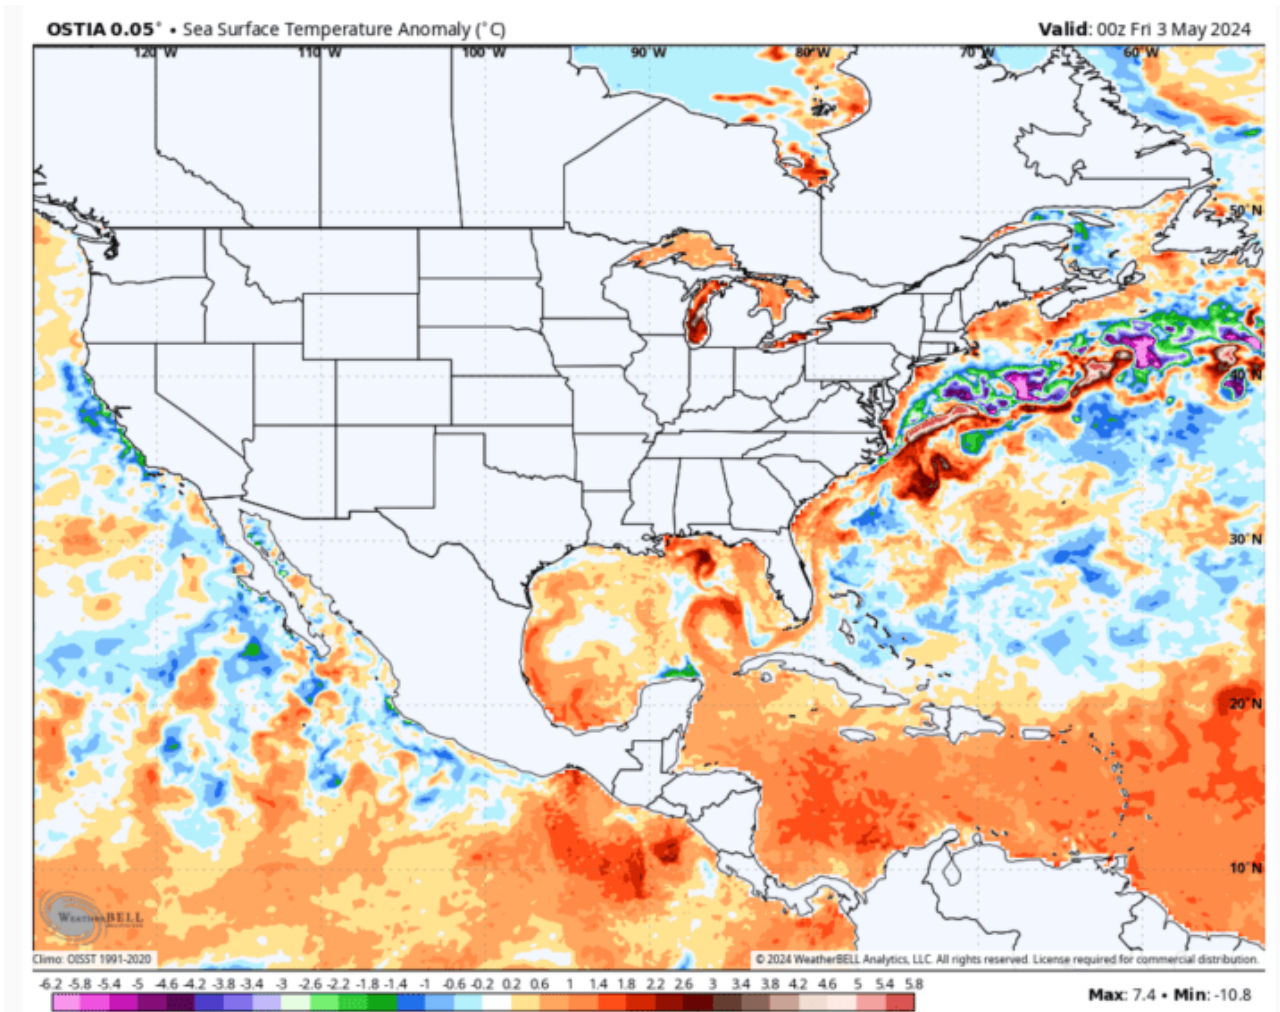 OSTIA 0.05° • Sea Surface Temperature Anomaly (°C)
Valid: 00z Fri 3 May 2024
120°W 110°W 100°W 90°W 80°W 70°W 60°W
50°N
40°N
30°N
20°N
10°N
WEATHERBELL
Climo: OISST 1991-2020
© 2024 WeatherBELL Analytics, LLC. All rights reserved. License required for commercial distribution.
-6.2 -5.8 -5.4 -5 -4.6 -4.2 -3.8 -3.4 -3 -2.6 -2.2 -1.8 -1.4 -1 -0.6 -0.2 0.2 0.6 1 1.4 1.8 2.2 2.6 3 3.4 3.8 4.2 4.6 5 5.4 5.8
Max: 7.4 • Min: -10.8